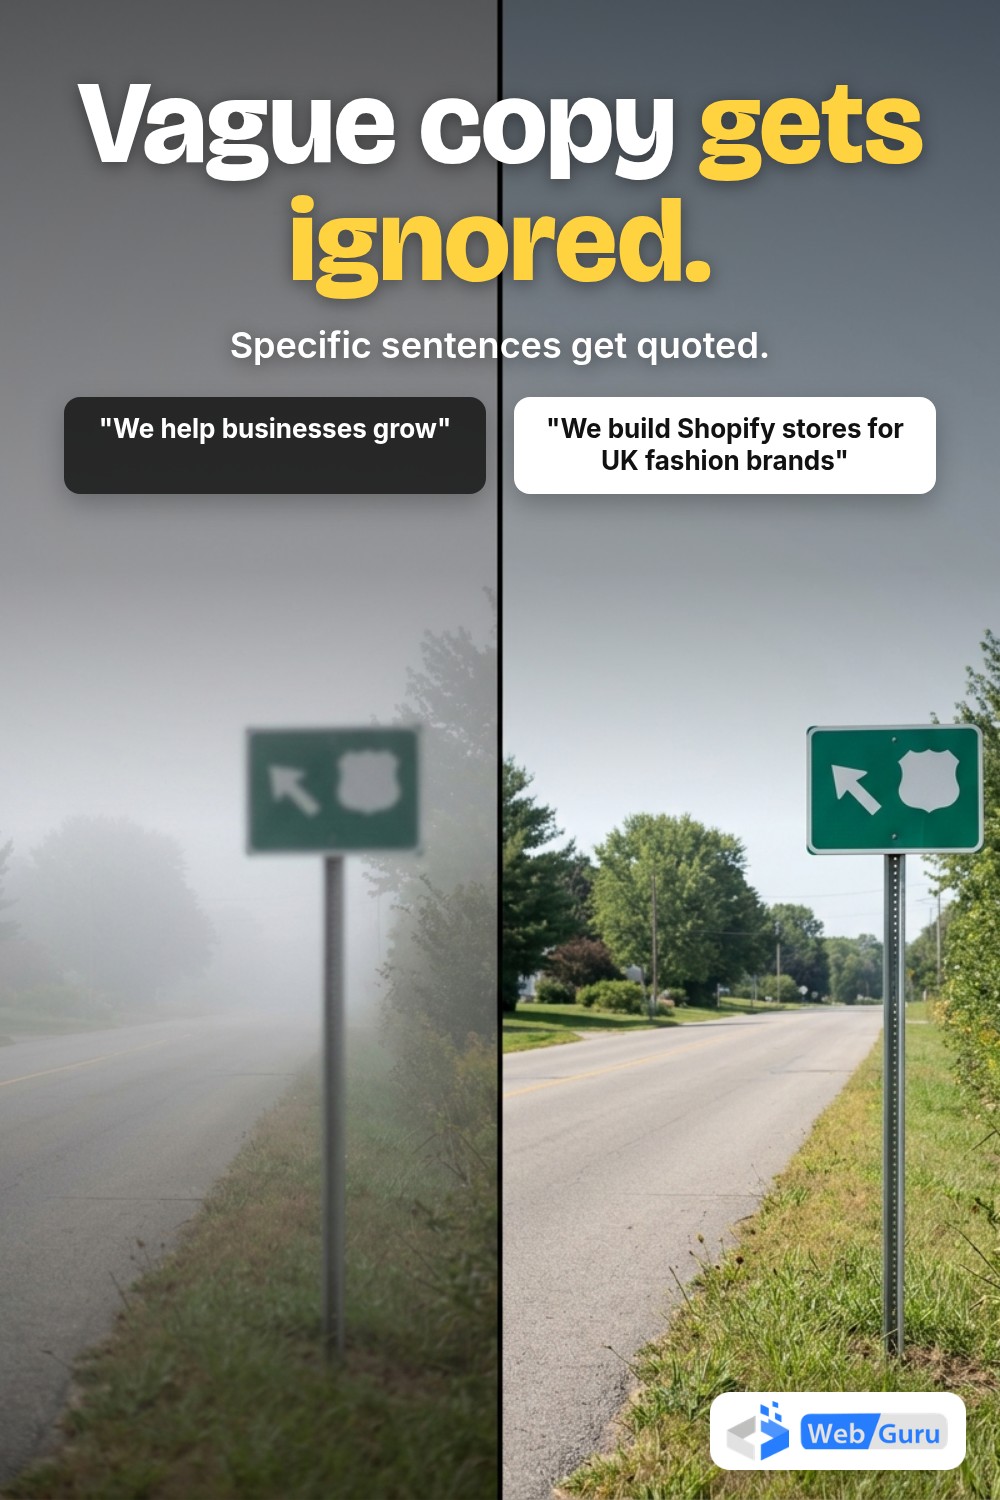 Vague copy gets
ignored.
Specific sentences get quoted.
"We help businesses grow"
"We build Shopify stores for
UK fashion brands"
Web Guru